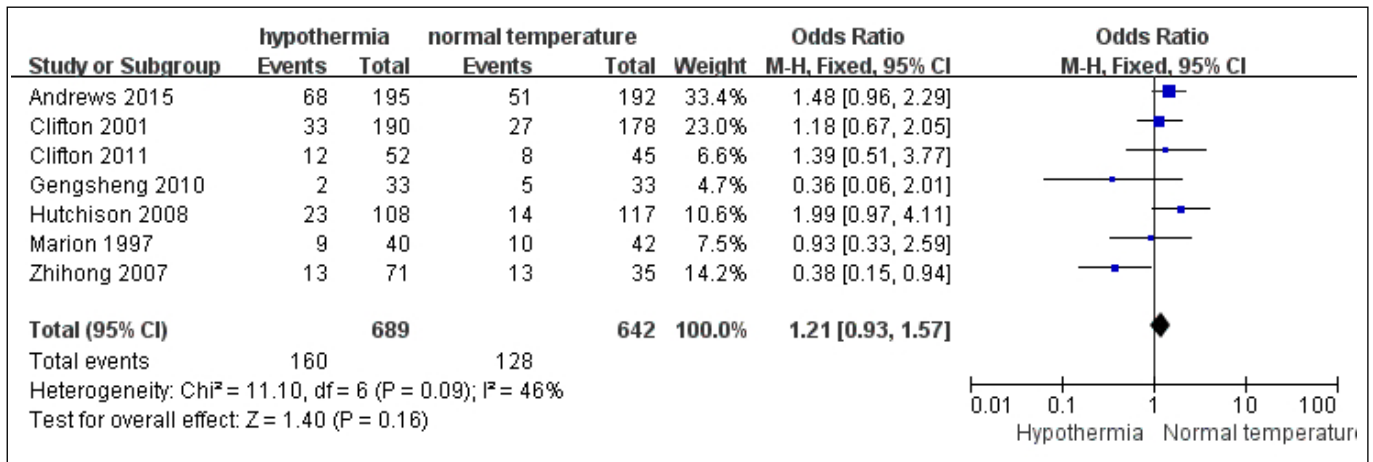 hypothermia normal temperature Odds Ratio Odds Ratio
Study or Subgroup Events Total Events Total Weight M-H, Fixed, 95% CI M-H, Fixed, 95% CI
Andrews 2015 68 195 51 192 33.4% 1.48 [0.96, 2.29]
Clifton 2001 33 190 27 178 23.0% 1.18 [0.67, 2.05]
Clifton 2011 12 52 8 45 6.6% 1.39 [0.51, 3.77]
Gengsheng 2010 2 33 5 33 4.7% 0.36 [0.06, 2.01]
Hutchison 2008 23 108 14 117 10.6% 1.99 [0.97, 4.11]
Marion 1997 9 40 10 42 7.5% 0.93 [0.33, 2.59]
Zhihong 2007 13 71 13 35 14.2% 0.38 [0.15, 0.94]
Total (95% CI) 689 642 100.0% 1.21 [0.93, 1.57]
Total events 160 128
Heterogeneity: Chi² = 11.10, df = 6 (P = 0.09); I² = 46%
Test for overall effect: Z = 1.40 (P = 0.16)
0.01 0.1 1 10 100
Hypothermia Normal temperatur